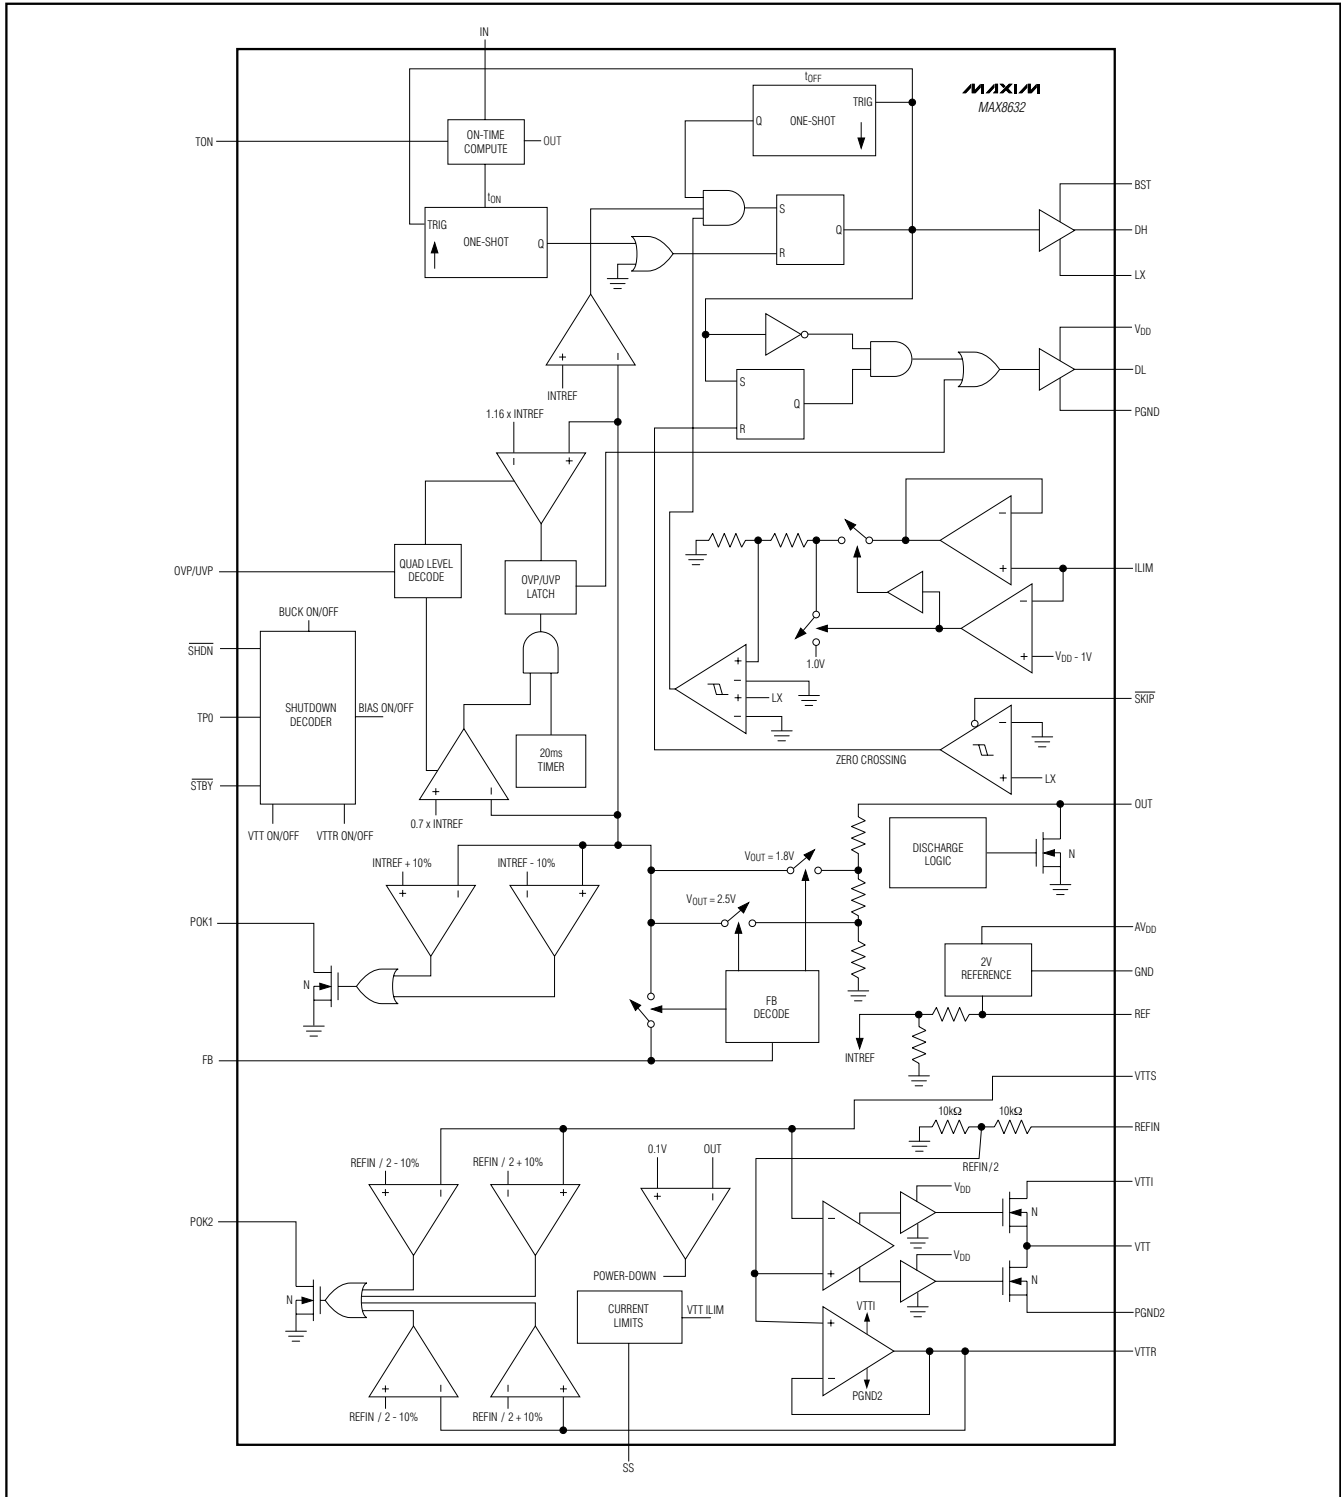 IN
tOFF
MAXIM
MAX8632
TRIG
Q
ONE-SHOT
TON
ON-TIME
COMPUTE
OUT
tON
BST
TRIG
ONE-SHOT
Q
S
Q
R
DH
LX
VDD
+
−
INTREF
DL
S
Q
R
PGND
1.16 x INTREF
−
+
−
+
OVP/UVP
QUAD LEVEL
DECODE
OVP/UVP
LATCH
ILIM
−
+
VDD - 1V
1.0V
BUCK ON/OFF
SHDN
TP0
STBY
SHUTDOWN
DECODER
BIAS ON/OFF
VTT ON/OFF
VTTR ON/OFF
+
−
+
−
LX
SKIP
−
+
LX
ZERO CROSSING
20ms
TIMER
+
−
0.7 x INTREF
OUT
DISCHARGE
LOGIC
N
VOUT = 1.8V
VOUT = 2.5V
INTREF + 10%
INTREF - 10%
+
−
−
+
POK1
N
FB
DECODE
FB
AVDD
2V
REFERENCE
GND
REF
INTREF
VTTS
10kΩ
10kΩ
REFIN
REFIN/2
REFIN / 2 - 10%
REFIN / 2 + 10%
+
−
−
+
0.1V
OUT
+
−
POWER-DOWN
POK2
N
VDD
−
+
VDD
N
N
VTTI
VTT
PGND2
CURRENT
LIMITS
VTT ILIM
VTTI
+
−
PGND2
VTTR
+
−
−
+
REFIN / 2 - 10%
REFIN / 2 + 10%
SS